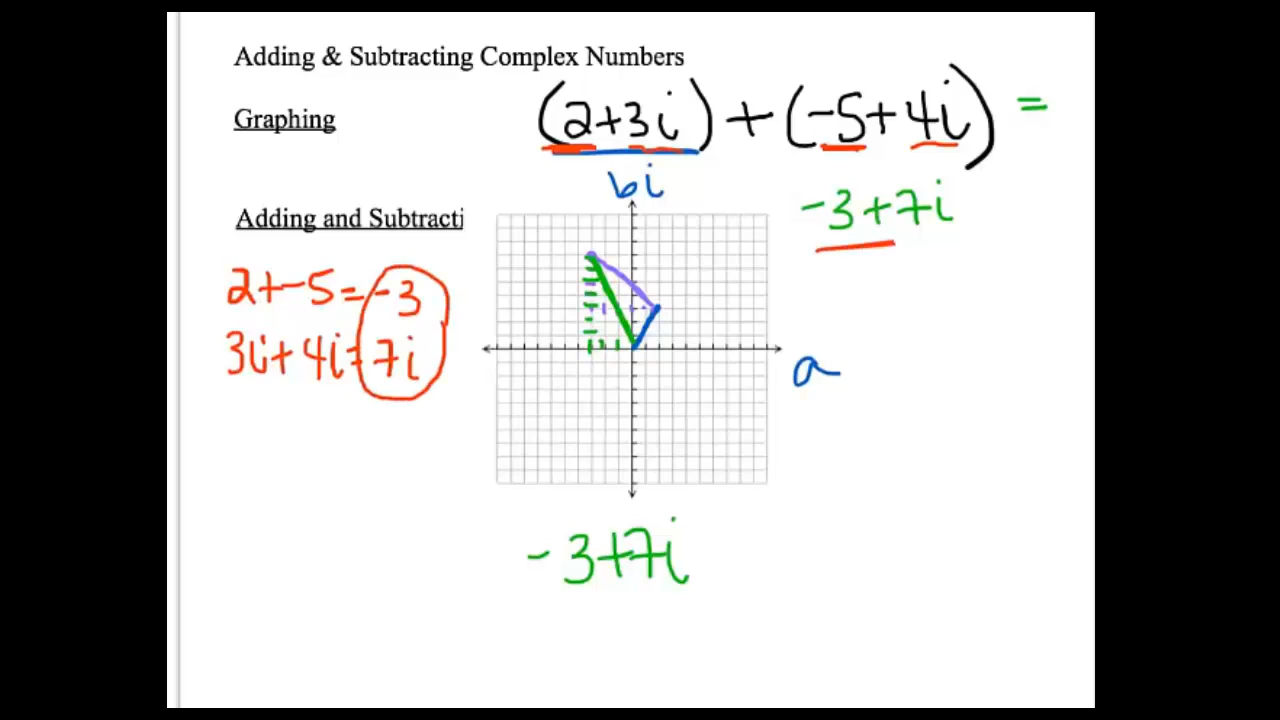 Adding & Subtracting Complex Numbers
Graphing
(2+3i) + (-5+4i) =
bi
-3+7i
Adding and Subtracti
2+-5=-3
3i+4i=7i
a
-3+7i